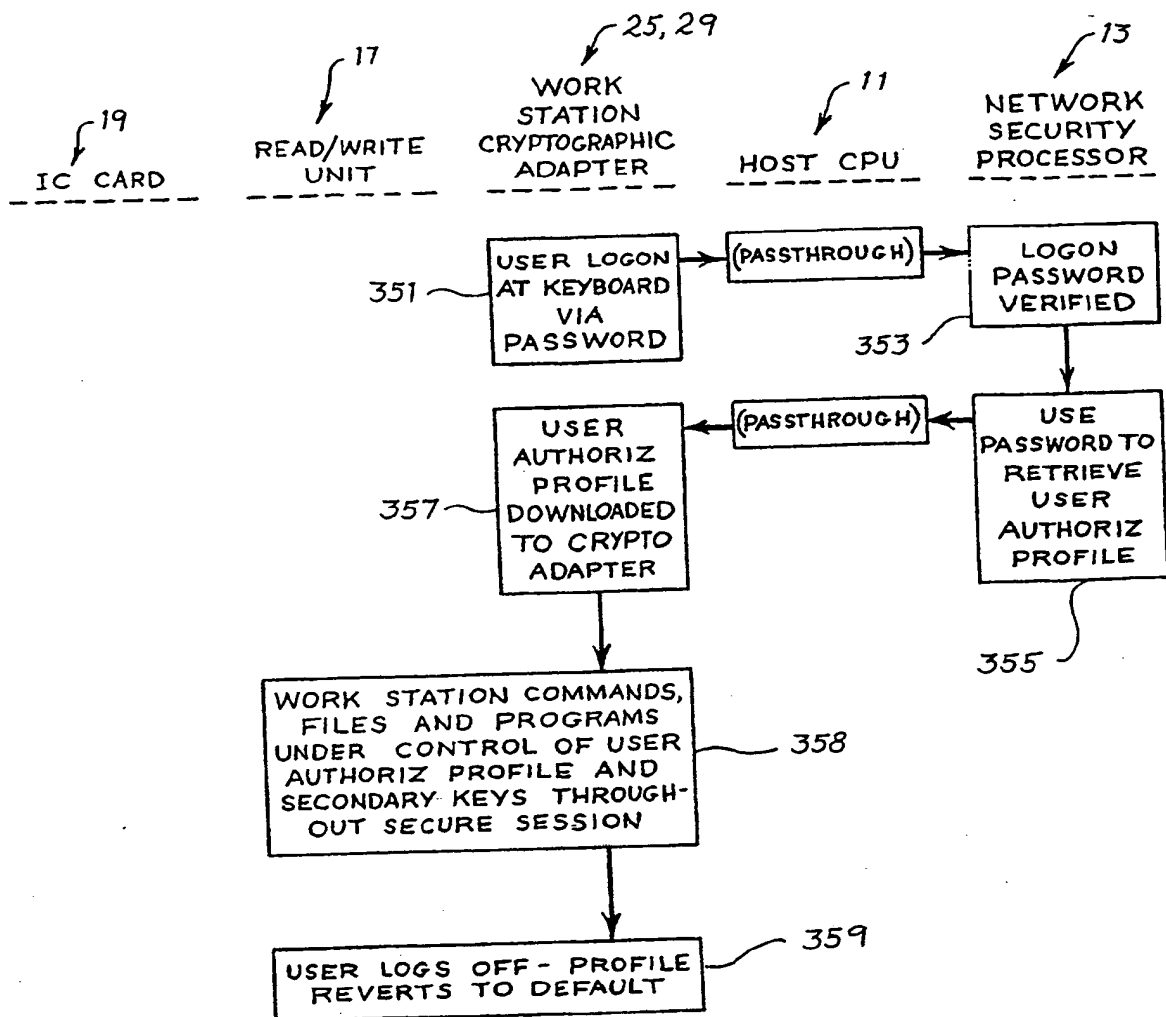 19
IC CARD
17
READ/WRITE
UNIT
25, 29
WORK
STATION
CRYPTOGRAPHIC
ADAPTER
11
HOST CPU
13
NETWORK
SECURITY
PROCESSOR
351
USER LOGON
AT KEYBOARD
VIA
PASSWORD
(PASSTHROUGH)
LOGON
PASSWORD
VERIFIED
353
USE
PASSWORD TO
RETRIEVE
USER
AUTHORIZ
PROFILE
355
(PASSTHROUGH)
USER
AUTHORIZ
PROFILE
DOWNLOADED
TO CRYPTO
ADAPTER
357
WORK STATION COMMANDS,
FILES AND PROGRAMS
UNDER CONTROL OF USER
AUTHORIZ PROFILE AND
SECONDARY KEYS THROUGH-
OUT SECURE SESSION
358
USER LOGS OFF - PROFILE
REVERTS TO DEFAULT
359